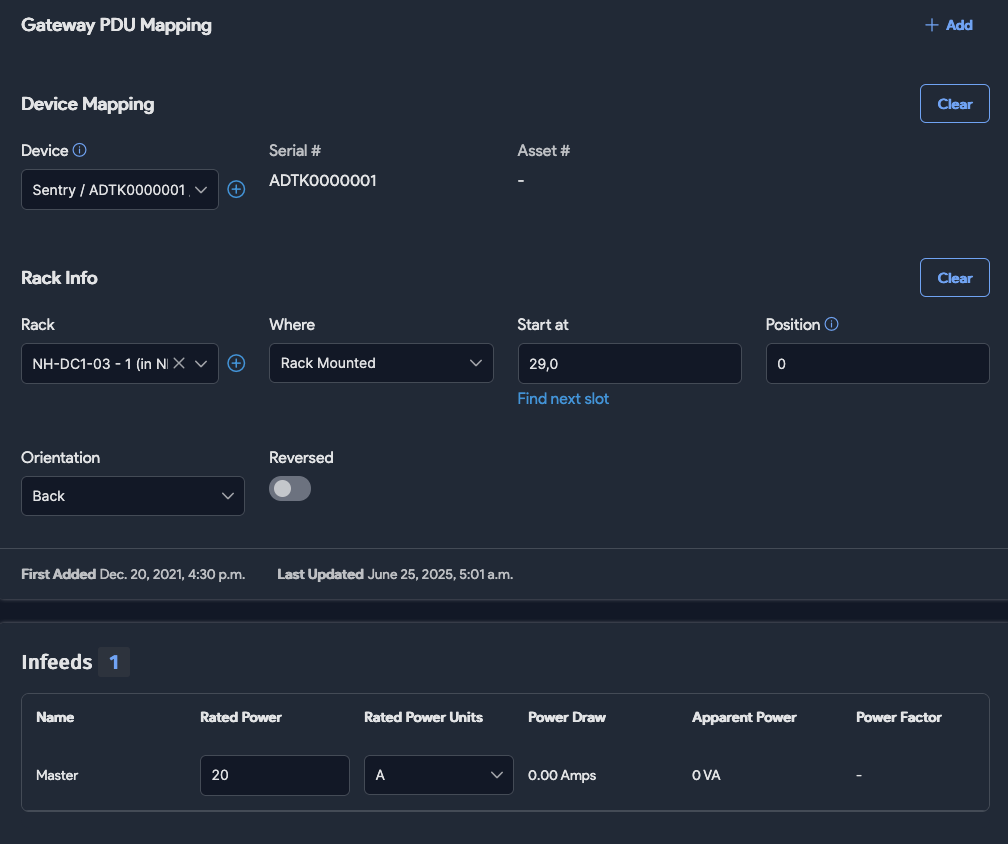 Gateway PDU Mapping
+ Add
Device Mapping
Clear
Device Serial # Asset #
Sentry / ADTK0000001 ADTK0000001 -
Rack Info
Clear
Rack Where Start at Position
NH-DC1-03 - 1 (in N Rack Mounted 29,0 0
Find next slot
Orientation Reversed
Back
First Added Dec. 20, 2021, 4:30 p.m. Last Updated June 25, 2025, 5:01 a.m.
Infeeds 1
Name Rated Power Rated Power Units Power Draw Apparent Power Power Factor
Master 20 A 0.00 Amps 0 VA -